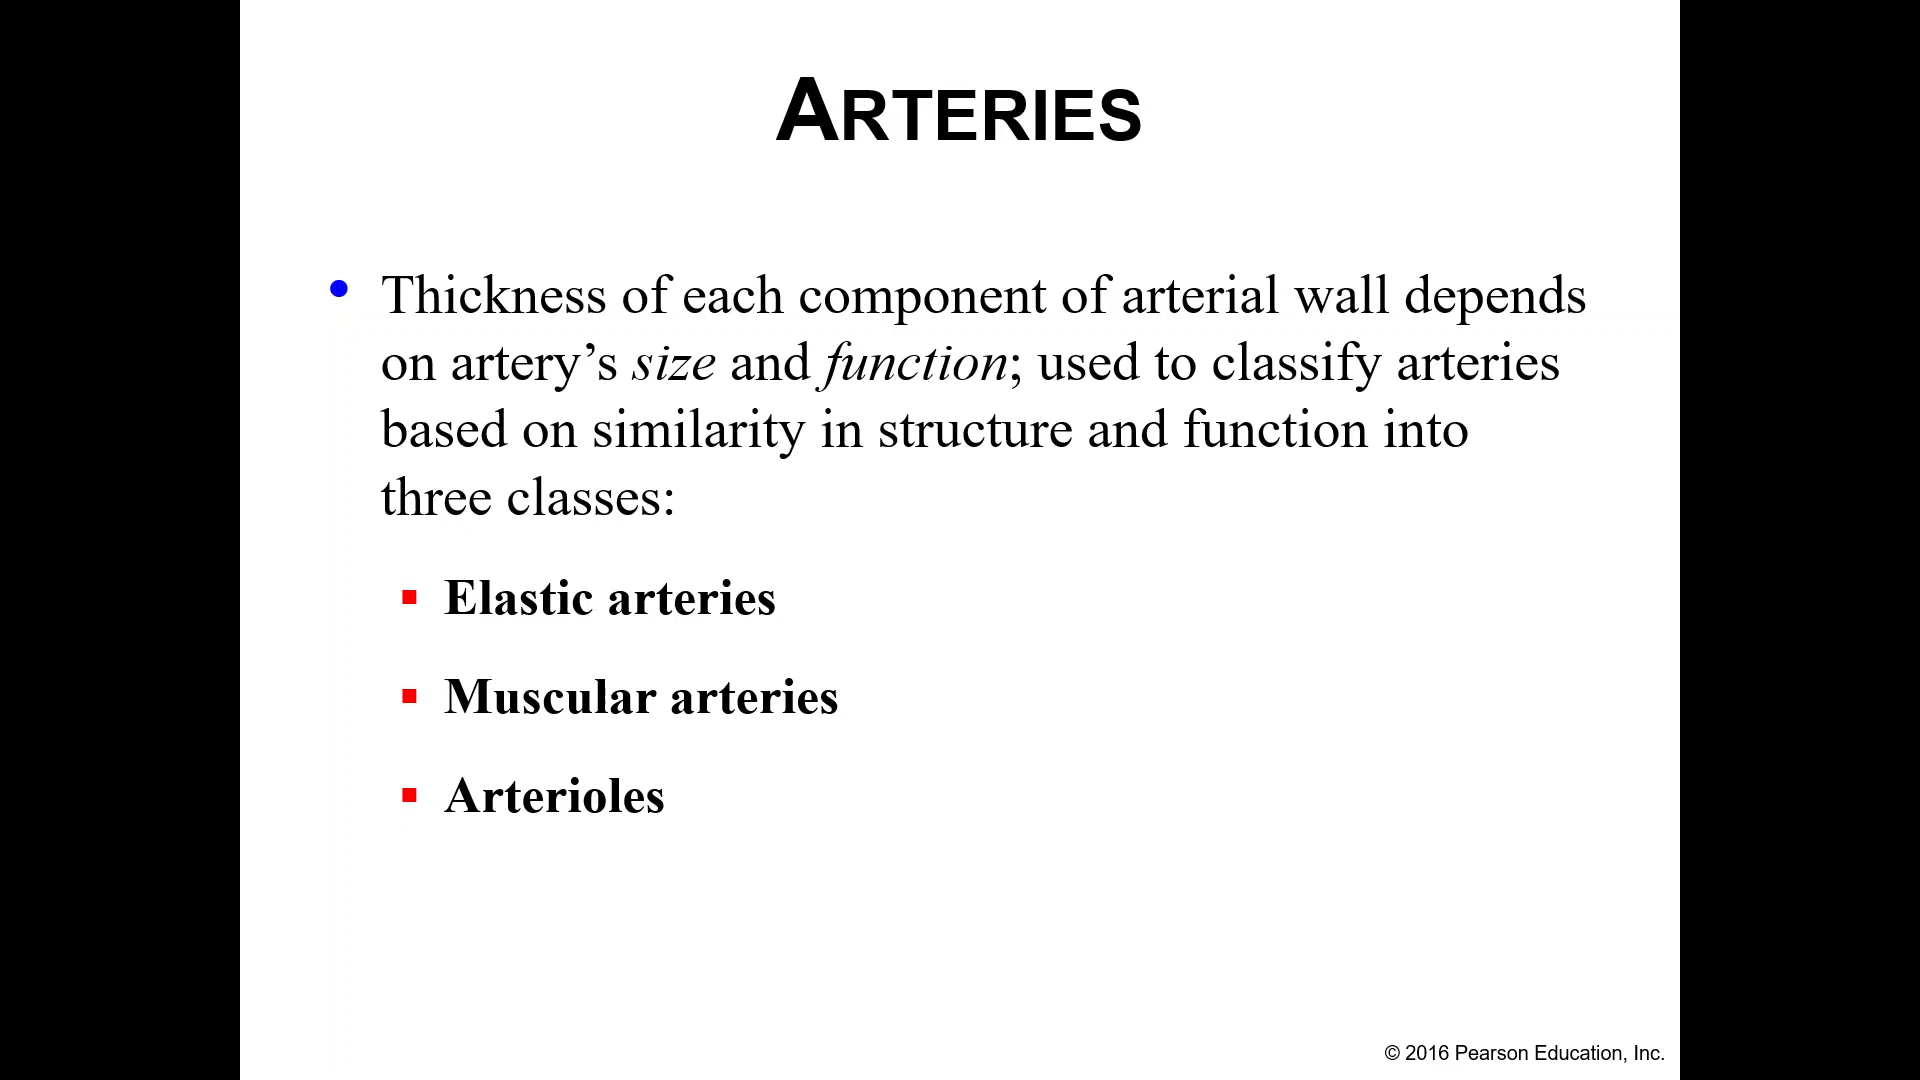 ARTERIES
• Thickness of each component of arterial wall depends
on artery’s size and function; used to classify arteries
based on similarity in structure and function into
three classes:
▪ Elastic arteries
▪ Muscular arteries
▪ Arterioles
© 2016 Pearson Education, Inc.